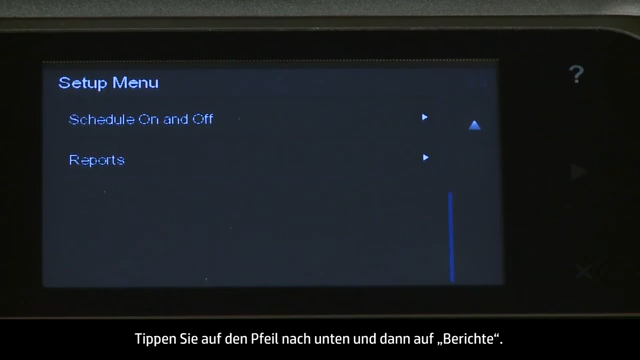 Setup Menu
?
Schedule On and Off
Reports
Tippen Sie auf den Pfeil nach unten und dann auf „Berichte“.